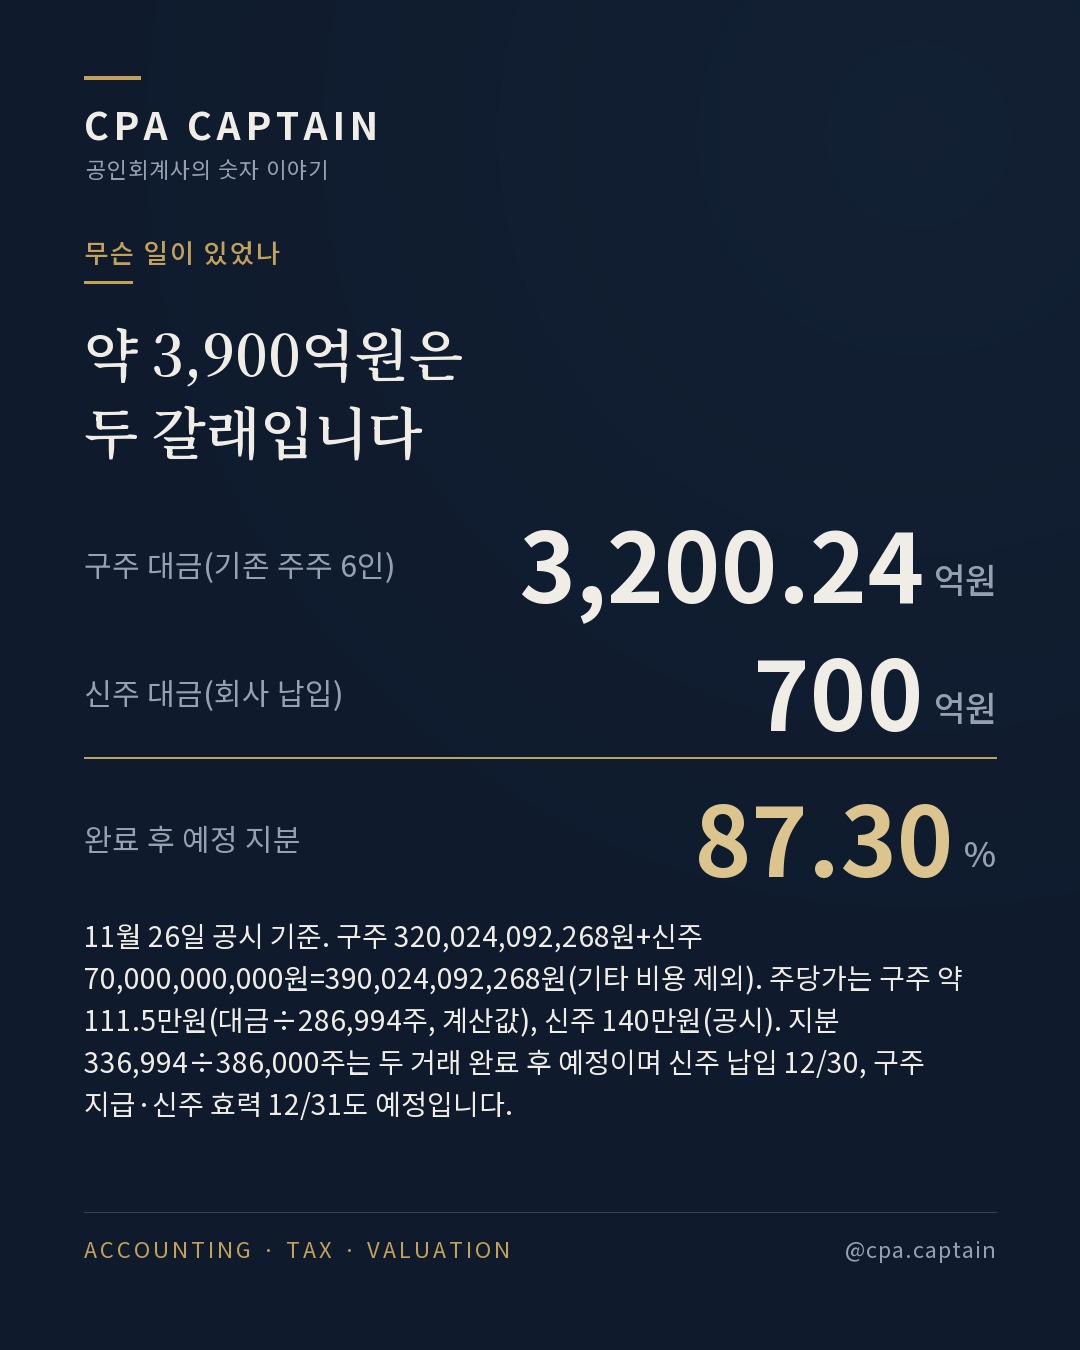 CPA CAPTAIN
공인회계사의 숫자 이야기
무슨 일이 있었나
약 3,900억원은
두 갈래입니다
구주 대금(기존 주주 6인) 3,200.24 억원
신주 대금(회사 납입) 700 억원
완료 후 예정 지분 87.30 %
11월 26일 공시 기준. 구주 320,024,092,268원+신주
70,000,000,000원=390,024,092,268원(기타 비용 제외). 주당가는 구주 약
111.5만원(대금÷286,994주, 계산값), 신주 140만원(공시). 지분
336,994÷386,000주는 두 거래 완료 후 예정이며 신주 납입 12/30, 구주
지급·신주 효력 12/31도 예정입니다.
ACCOUNTING · TAX · VALUATION @cpa.captain